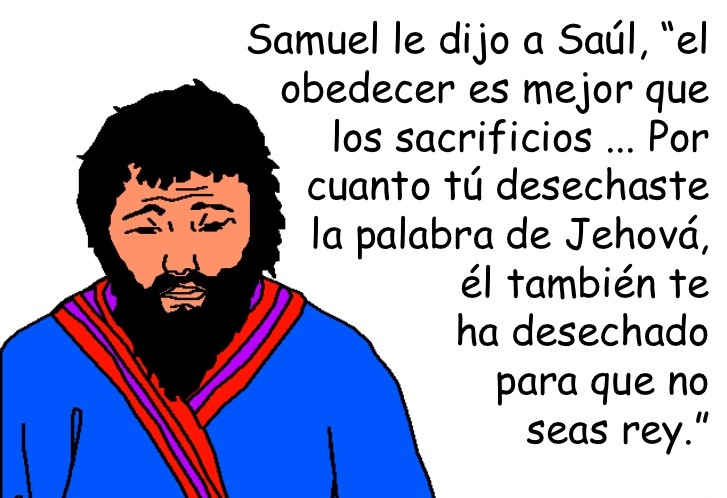 Samuel le dijo a Saúl, “el
obedecer es mejor que
los sacrificios ... Por
cuanto tú desechaste
la palabra de Jehová,
él también te
ha desechado
para que no
seas rey.”